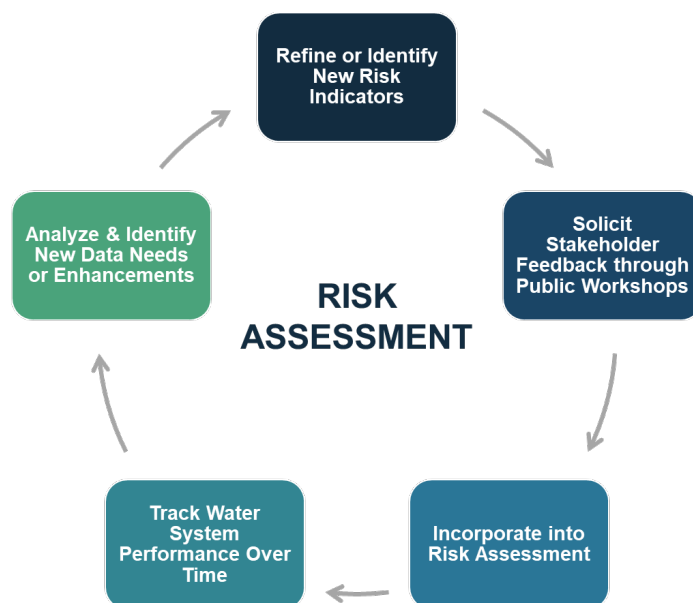 Refine or Identify
New Risk
Indicators
Solicit
Stakeholder
Feedback through
Public Workshops
Incorporate into
Risk Assessment
Track Water
System
Performance Over
Time
Analyze & Identify
New Data Needs
or Enhancements
RISK
ASSESSMENT